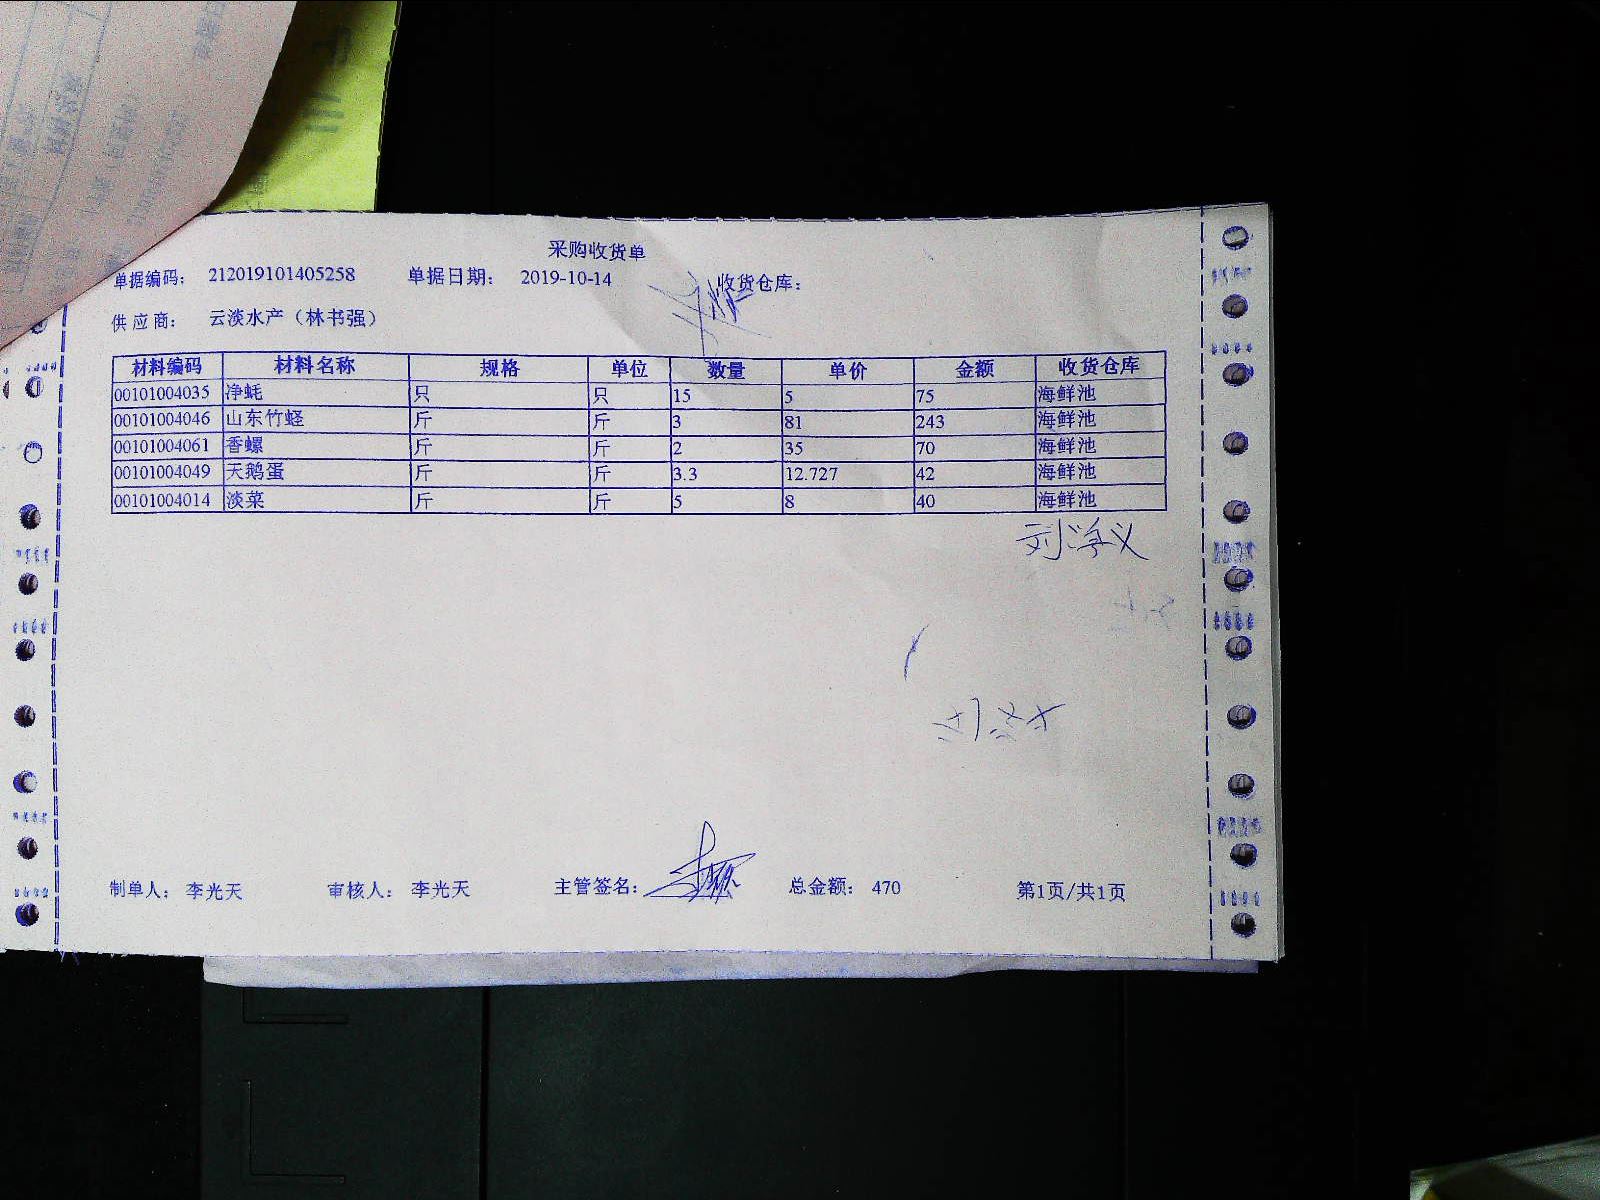 采购收货单
单据编码: 212019101405258 单据日期: 2019-10-14 收货仓库:
供应商: 云淡水产（林书强）
材料编码 材料名称 规格 单位 数量 单价 金额 收货仓库
00101004035 净蚝 只 只 15 5 75 海鲜池
00101004046 山东竹蛏 斤 斤 3 81 243 海鲜池
00101004061 香螺 斤 斤 2 35 70 海鲜池
00101004049 天鹅蛋 斤 斤 3.3 12.727 42 海鲜池
00101004014 淡菜 斤 斤 5 8 40 海鲜池
制单人: 李光天 审核人: 李光天 主管签名: 总金额: 470 第1页/共1页